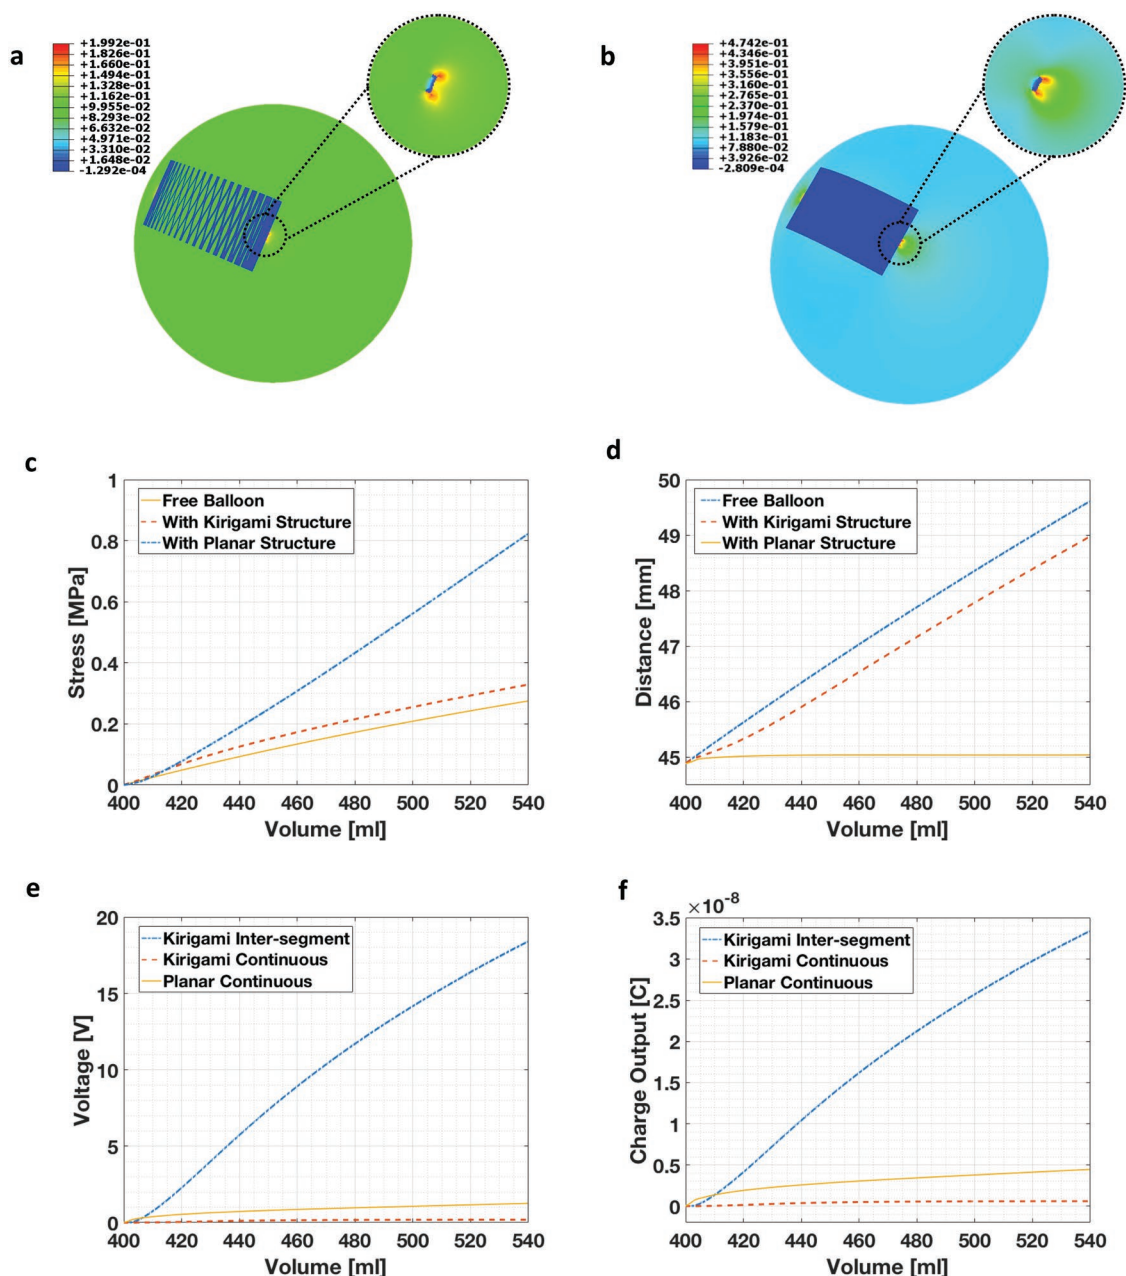 a
+1.992e-01
+1.826e-01
+1.660e-01
+1.494e-01
+1.328e-01
+1.162e-01
+9.955e-02
+8.293e-02
+6.632e-02
+4.971e-02
+3.310e-02
+1.648e-02
-1.292e-04
b
+4.742e-01
+4.346e-01
+3.951e-01
+3.556e-01
+3.160e-01
+2.765e-01
+2.370e-01
+1.974e-01
+1.579e-01
+1.183e-01
+7.880e-02
+3.926e-02
-2.809e-04
c
1
0.8
0.6
0.4
0.2
0
Stress [MPa]
Free Balloon
With Kirigami Structure
With Planar Structure
400 420 440 460 480 500 520 540
Volume [ml]
d
50
49
48
47
46
45
Distance [mm]
Free Balloon
With Kirigami Structure
With Planar Structure
400 420 440 460 480 500 520 540
Volume [ml]
e
20
15
10
5
0
Voltage [V]
Kirigami Inter-segment
Kirigami Continuous
Planar Continuous
400 420 440 460 480 500 520 540
Volume [ml]
f
×10-8
3.5
3
2.5
2
1.5
1
0.5
0
Charge Output [C]
Kirigami Inter-segment
Kirigami Continuous
Planar Continuous
400 420 440 460 480 500 520 540
Volume [ml]